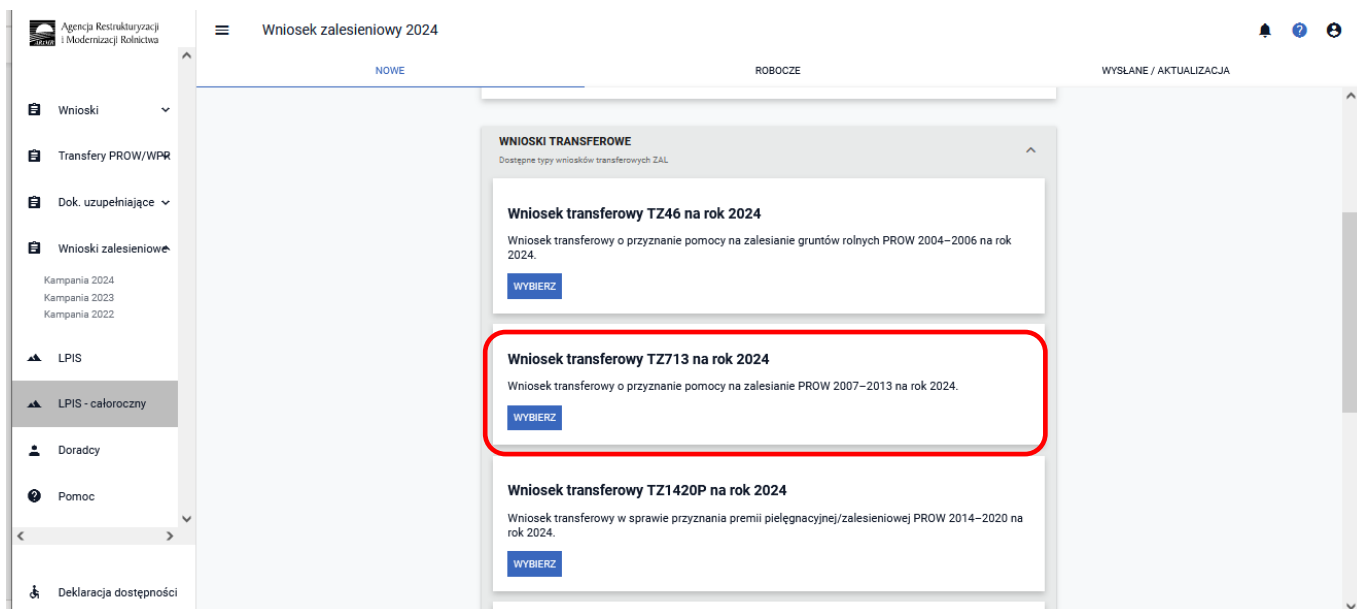 Agencja Restrukturyzacji
i Modernizacji Rolnictwa
Wniosek zalesieniowy 2024
NOWE
ROBOCZE
WYSŁANE / AKTUALIZACJA
Wnioski
Transfery PROW/WPR
Dok. uzupełniające
Wnioski zalesieniowe
Kampania 2024
Kampania 2023
Kampania 2022
LPIS
LPIS - całoroczny
Doradcy
Pomoc
Deklaracja dostępności
WNIOSKI TRANSFEROWE
Dostępne typy wniosków transferowych ZAL
Wniosek transferowy TZ46 na rok 2024
Wniosek transferowy o przyznanie pomocy na zalesianie gruntów rolnych PROW 2004–2006 na rok
2024.
WYBIERZ
Wniosek transferowy TZ713 na rok 2024
Wniosek transferowy o przyznanie pomocy na zalesianie PROW 2007–2013 na rok 2024.
WYBIERZ
Wniosek transferowy TZ1420P na rok 2024
Wniosek transferowy w sprawie przyznania premii pielęgnacyjnej/zalesieniowej PROW 2014–2020 na
rok 2024.
WYBIERZ